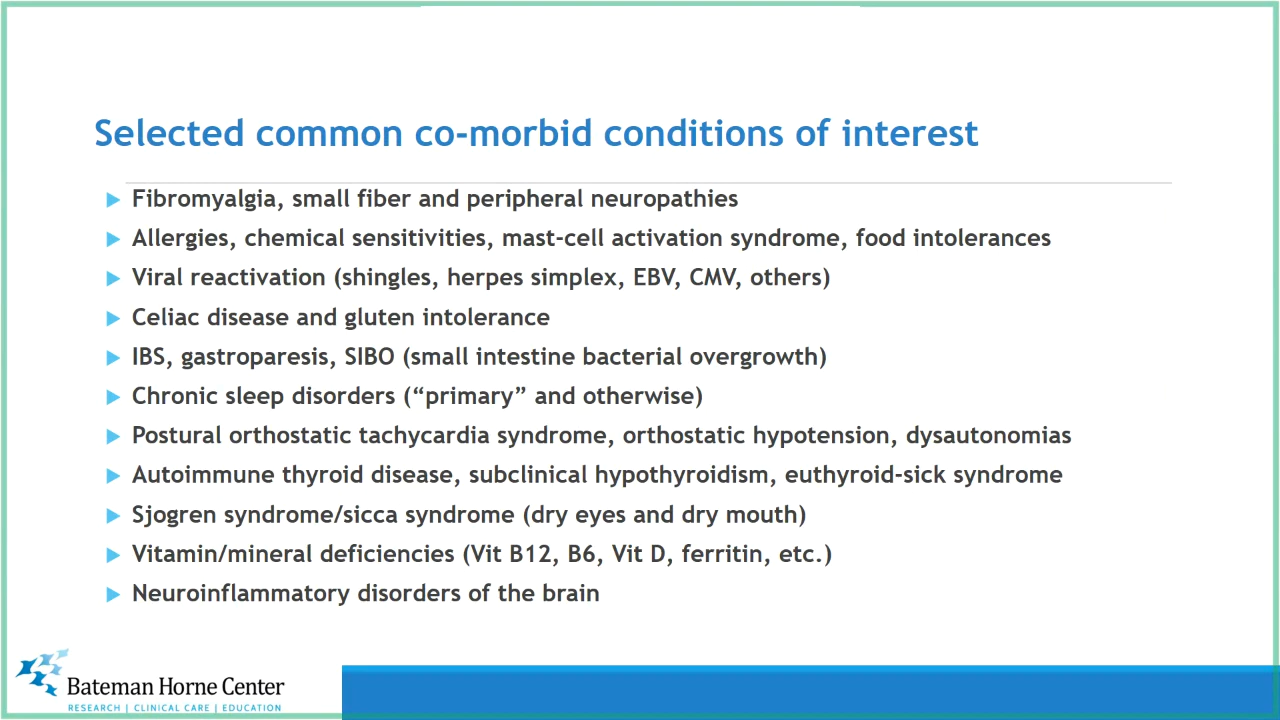 Selected common co-morbid conditions of interest
Fibromyalgia, small fiber and peripheral neuropathies
Allergies, chemical sensitivities, mast-cell activation syndrome, food intolerances
Viral reactivation (shingles, herpes simplex, EBV, CMV, others)
Celiac disease and gluten intolerance
IBS, gastroparesis, SIBO (small intestine bacterial overgrowth)
Chronic sleep disorders (“primary” and otherwise)
Postural orthostatic tachycardia syndrome, orthostatic hypotension, dysautonomias
Autoimmune thyroid disease, subclinical hypothyroidism, euthyroid-sick syndrome
Sjogren syndrome/sicca syndrome (dry eyes and dry mouth)
Vitamin/mineral deficiencies (Vit B12, B6, Vit D, ferritin, etc.)
Neuroinflammatory disorders of the brain
Bateman Horne Center
RESEARCH | CLINICAL CARE | EDUCATION